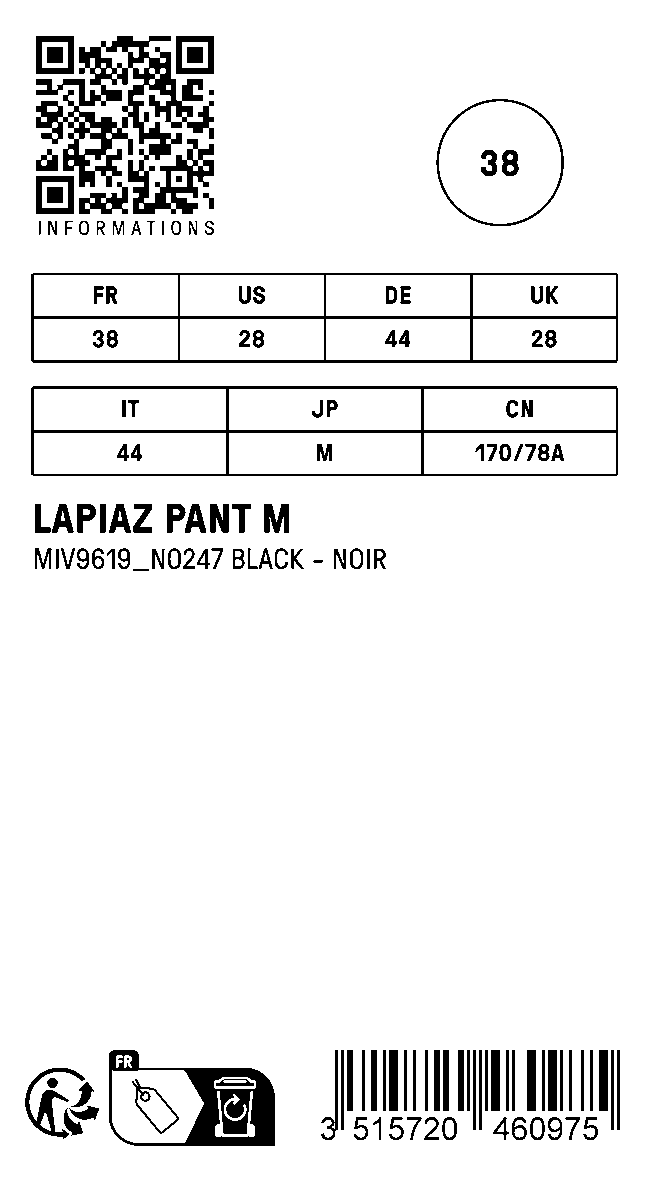 INFORMATIONS
38
FR US DE UK
38 28 44 28
IT JP CN
44 M 170/78A
LAPIAZ PANT M
MIV9619_N0247 BLACK - NOIR
FR
3 515720 460975